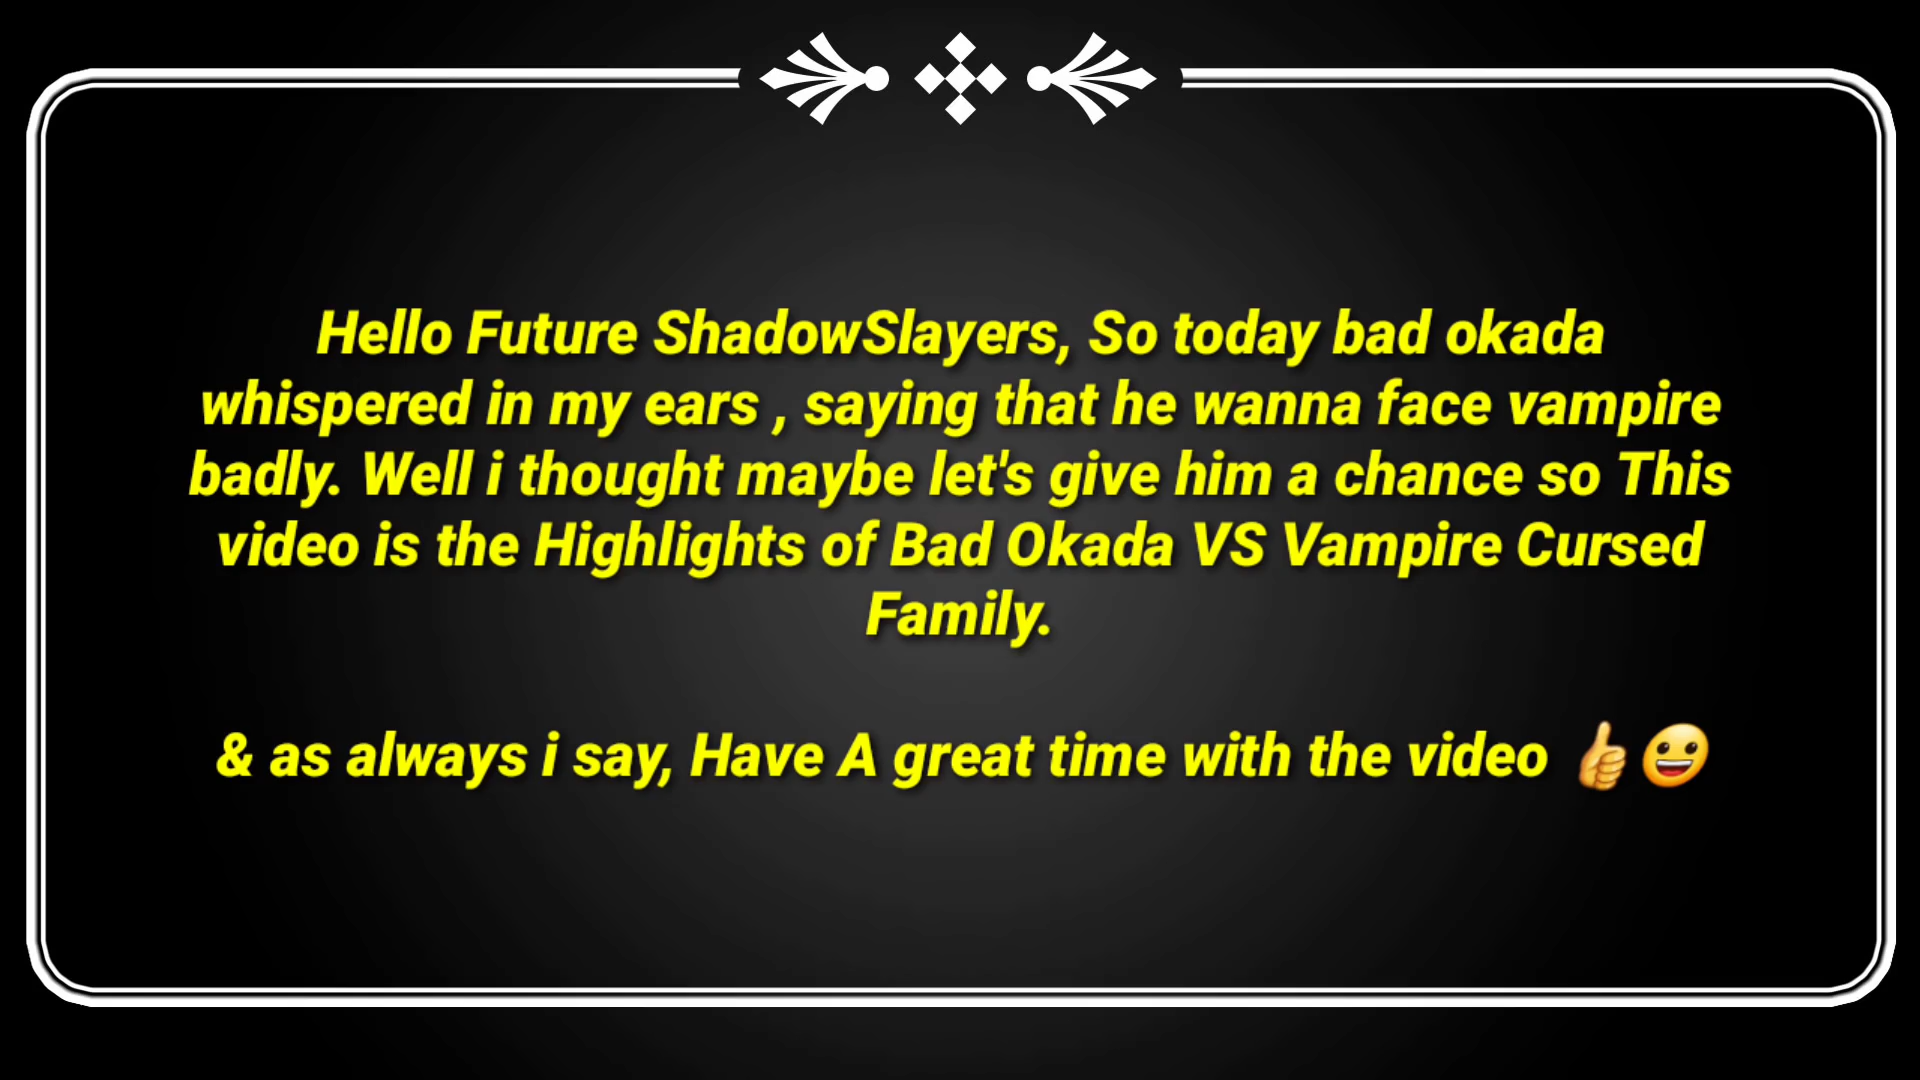 Hello Future ShadowSlayers, So today bad okada
whispered in my ears , saying that he wanna face vampire
badly. Well i thought maybe let's give him a chance so This
video is the Highlights of Bad Okada VS Vampire Cursed
Family.
& as always i say, Have A great time with the video 👍😀